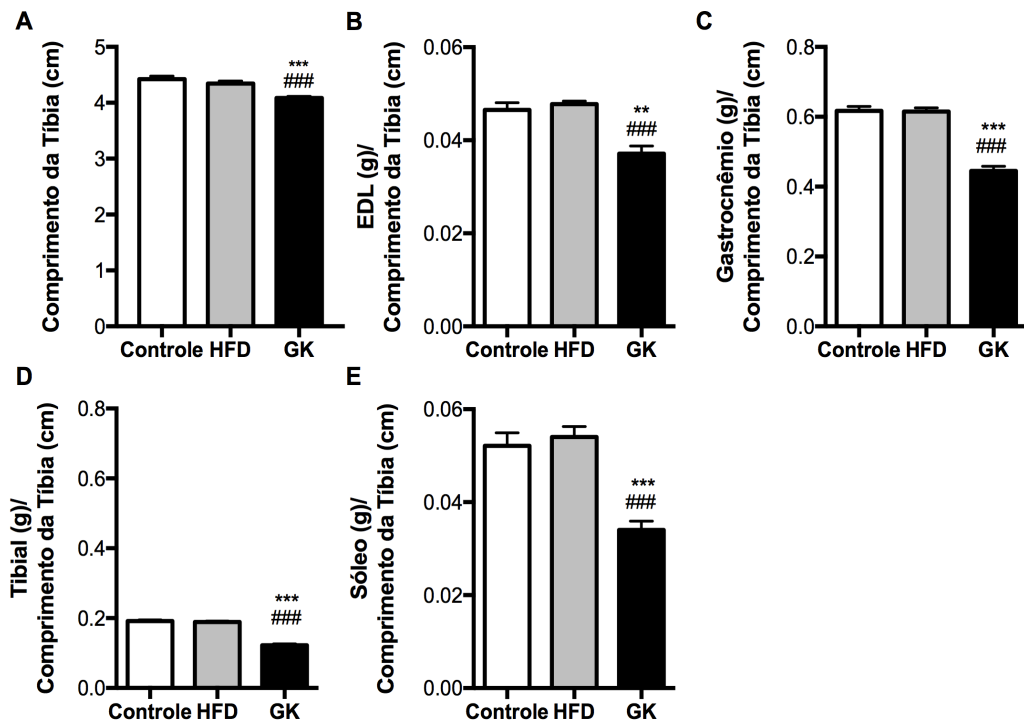 A
Comprimento da Tíbia (cm)
5
4
3
2
1
0
***
###
Controle HFD GK
B
EDL (g)/
Comprimento da Tíbia (cm)
0.06
0.04
0.02
0.00
**
###
Controle HFD GK
C
Gastrocnêmio (g)/
Comprimento da Tíbia (cm)
0.8
0.6
0.4
0.2
0.0
***
###
Controle HFD GK
D
Tibial (g)/
Comprimento da Tíbia (cm)
0.8
0.6
0.4
0.2
0.0
***
###
Controle HFD GK
E
Sóleo (g)/
Comprimento da Tíbia (cm)
0.06
0.04
0.02
0.00
***
###
Controle HFD GK